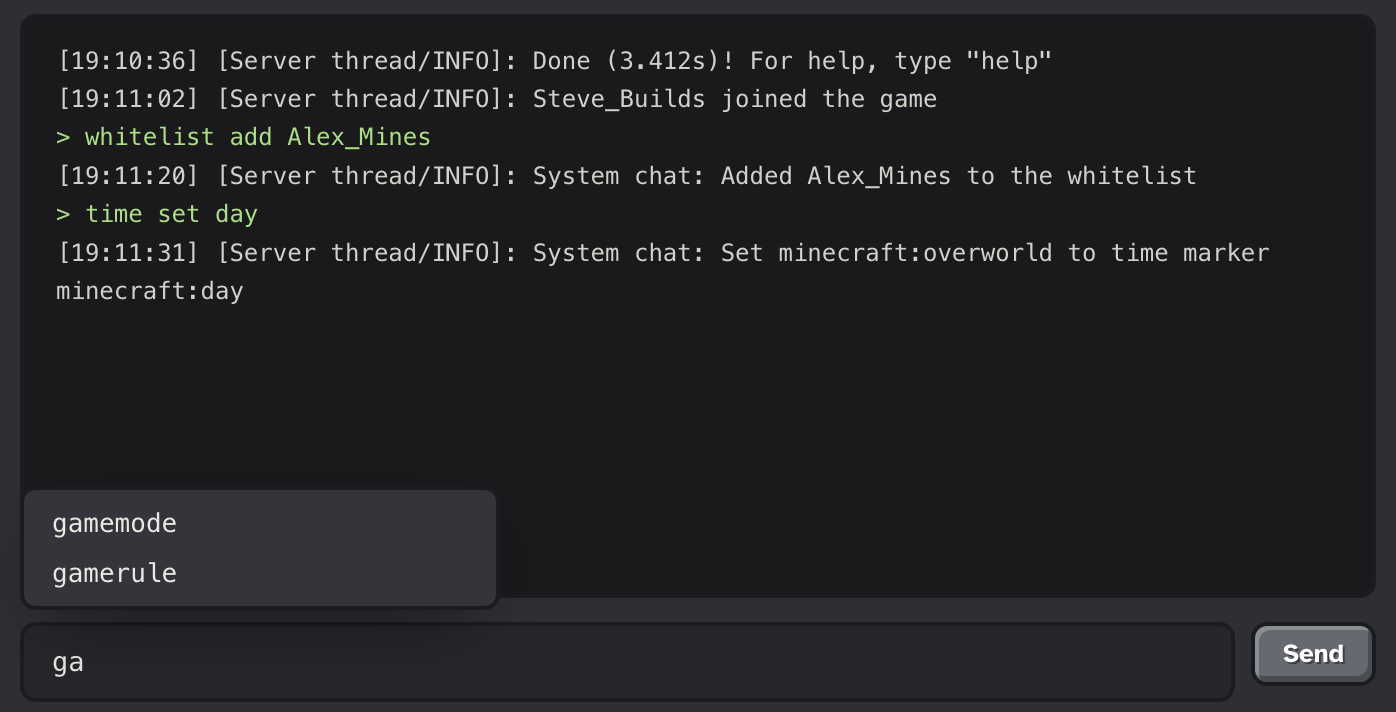 [19:10:36] [Server thread/INFO]: Done (3.412s)! For help, type "help"
[19:11:02] [Server thread/INFO]: Steve_Builds joined the game
> whitelist add Alex_Mines
[19:11:20] [Server thread/INFO]: System chat: Added Alex_Mines to the whitelist
> time set day
[19:11:31] [Server thread/INFO]: System chat: Set minecraft:overworld to time marker
minecraft:day
gamemode
gamerule
ga
Send